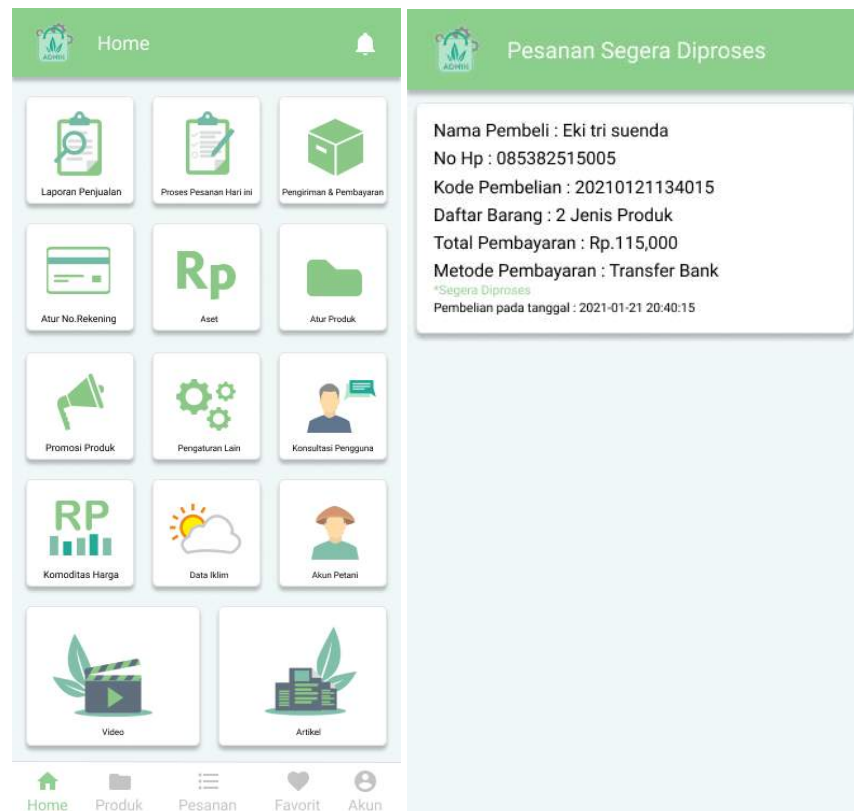 ADMIN
Home
Laporan Penjualan
Proses Pesanan Hari ini
Pengiriman & Pembayaran
Atur No.Rekening
Rp
Aset
Atur Produk
Promosi Produk
Pengaturan Lain
Konsultasi Pengguna
RP
Komoditas Harga
Data Iklim
Akun Petani
Video
Artikel
Home
Produk
Pesanan
Favorit
Akun
ADMIN
Pesanan Segera Diproses
Nama Pembeli : Eki tri suenda
No Hp : 085382515005
Kode Pembelian : 20210121134015
Daftar Barang : 2 Jenis Produk
Total Pembayaran : Rp.115,000
Metode Pembayaran : Transfer Bank
*Segera Diproses
Pembelian pada tanggal : 2021-01-21 20:40:15